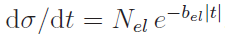 dσ/dt = N_{el} e^{-b_{el}|t|}